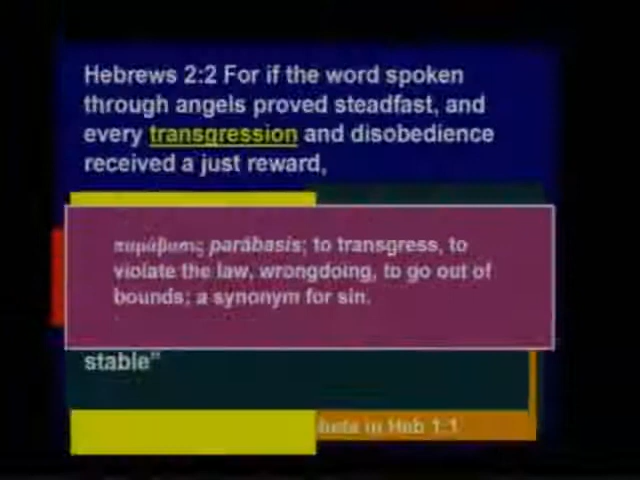 Hebrews 2:2 For if the word spoken
through angels proved steadfast, and
every transgression and disobedience
received a just reward,
παράβασις parábasis; to transgress, to
violate the law, wrongdoing, to go out of
bounds; a synonym for sin.
stable"
in Heb 1:1